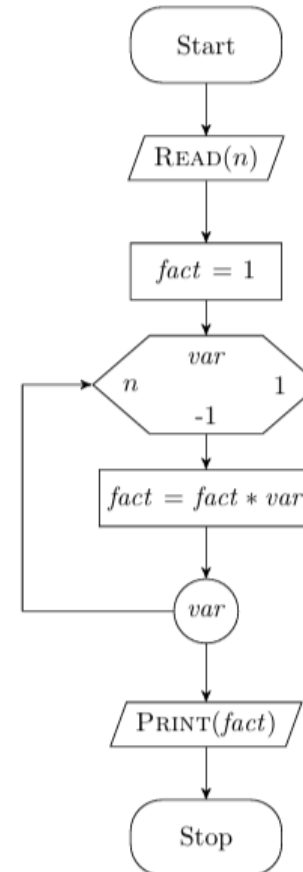 Start
READ(n)
fact = 1
var
n 1
-1
fact = fact * var
var
PRINT(fact)
Stop